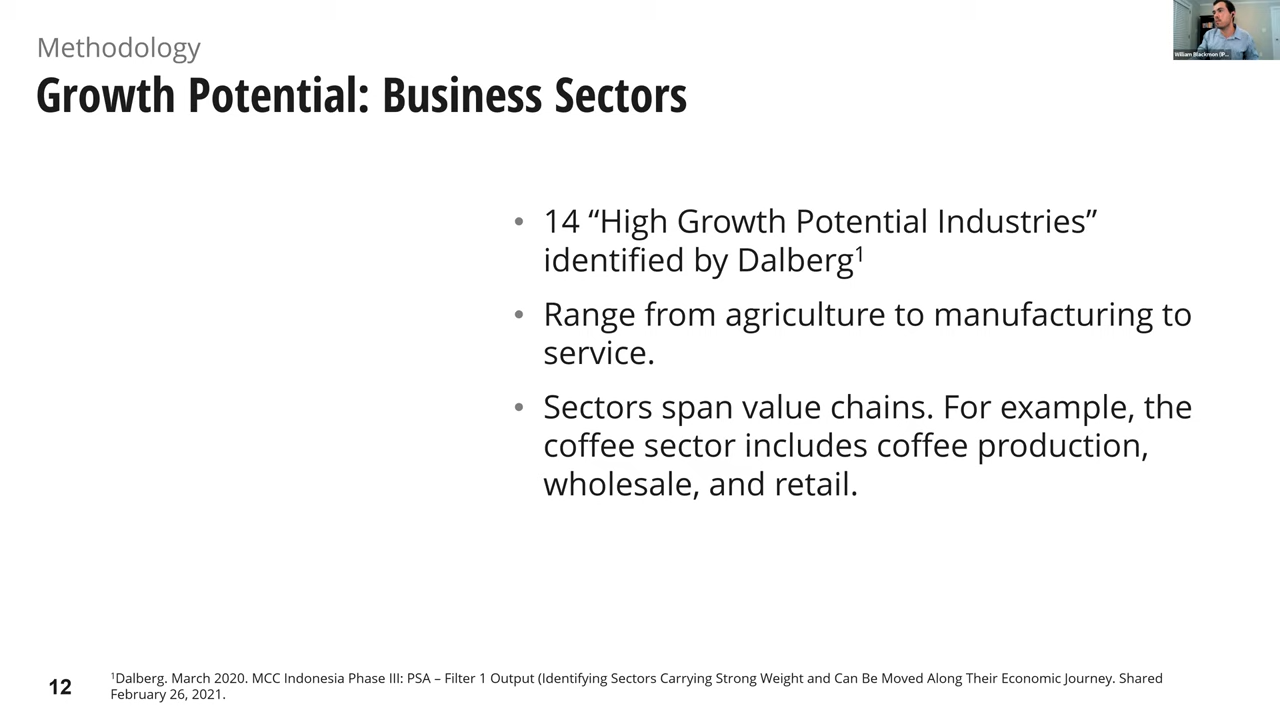 Methodology
Growth Potential: Business Sectors
William Blackmon (P...
• 14 “High Growth Potential Industries”
identified by Dalberg¹
• Range from agriculture to manufacturing to
service.
• Sectors span value chains. For example, the
coffee sector includes coffee production,
wholesale, and retail.
12
¹Dalberg. March 2020. MCC Indonesia Phase III: PSA – Filter 1 Output (Identifying Sectors Carrying Strong Weight and Can Be Moved Along Their Economic Journey. Shared
February 26, 2021.